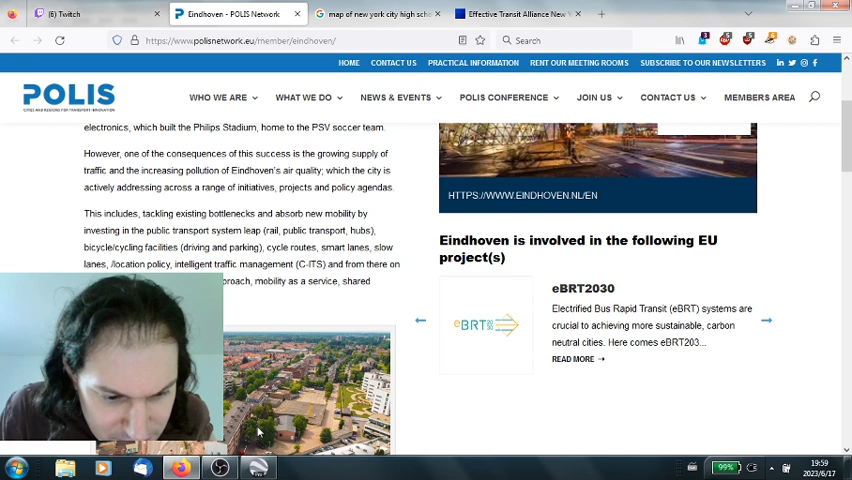 (6) Twitch
Eindhoven - POLIS Network
map of new york city high scho
Effective Transit Alliance New Y
https://www.polisnetwork.eu/member/eindhoven/
Search
HOME CONTACT US PRACTICAL INFORMATION RENT OUR MEETING ROOMS SUBSCRIBE TO OUR NEWSLETTERS
POLIS
CITIES AND REGIONS FOR TRANSPORT INNOVATION
WHO WE ARE WHAT WE DO NEWS & EVENTS POLIS CONFERENCE JOIN US CONTACT US MEMBERS AREA
electronics, which built the Philips Stadium, home to the PSV soccer team.
However, one of the consequences of this success is the growing supply of
traffic and the increasing pollution of Eindhoven's air quality; which the city is
actively addressing across a range of initiatives, projects and policy agendas.
This includes, tackling existing bottlenecks and absorb new mobility by
investing in the public transport system leap (rail, public transport, hubs),
bicycle/cycling facilities (driving and parking), cycle routes, smart lanes, slow
lanes, /location policy, intelligent traffic management (C-ITS) and from there on
roach, mobility as a service, shared
HTTPS://WWW.EINDHOVEN.NL/EN
Eindhoven is involved in the following EU
project(s)
eBRT
eBRT2030
Electrified Bus Rapid Transit (eBRT) systems are
crucial to achieving more sustainable, carbon
neutral cities. Here comes eBRT203...
READ MORE
99%
19:59
2023/6/17